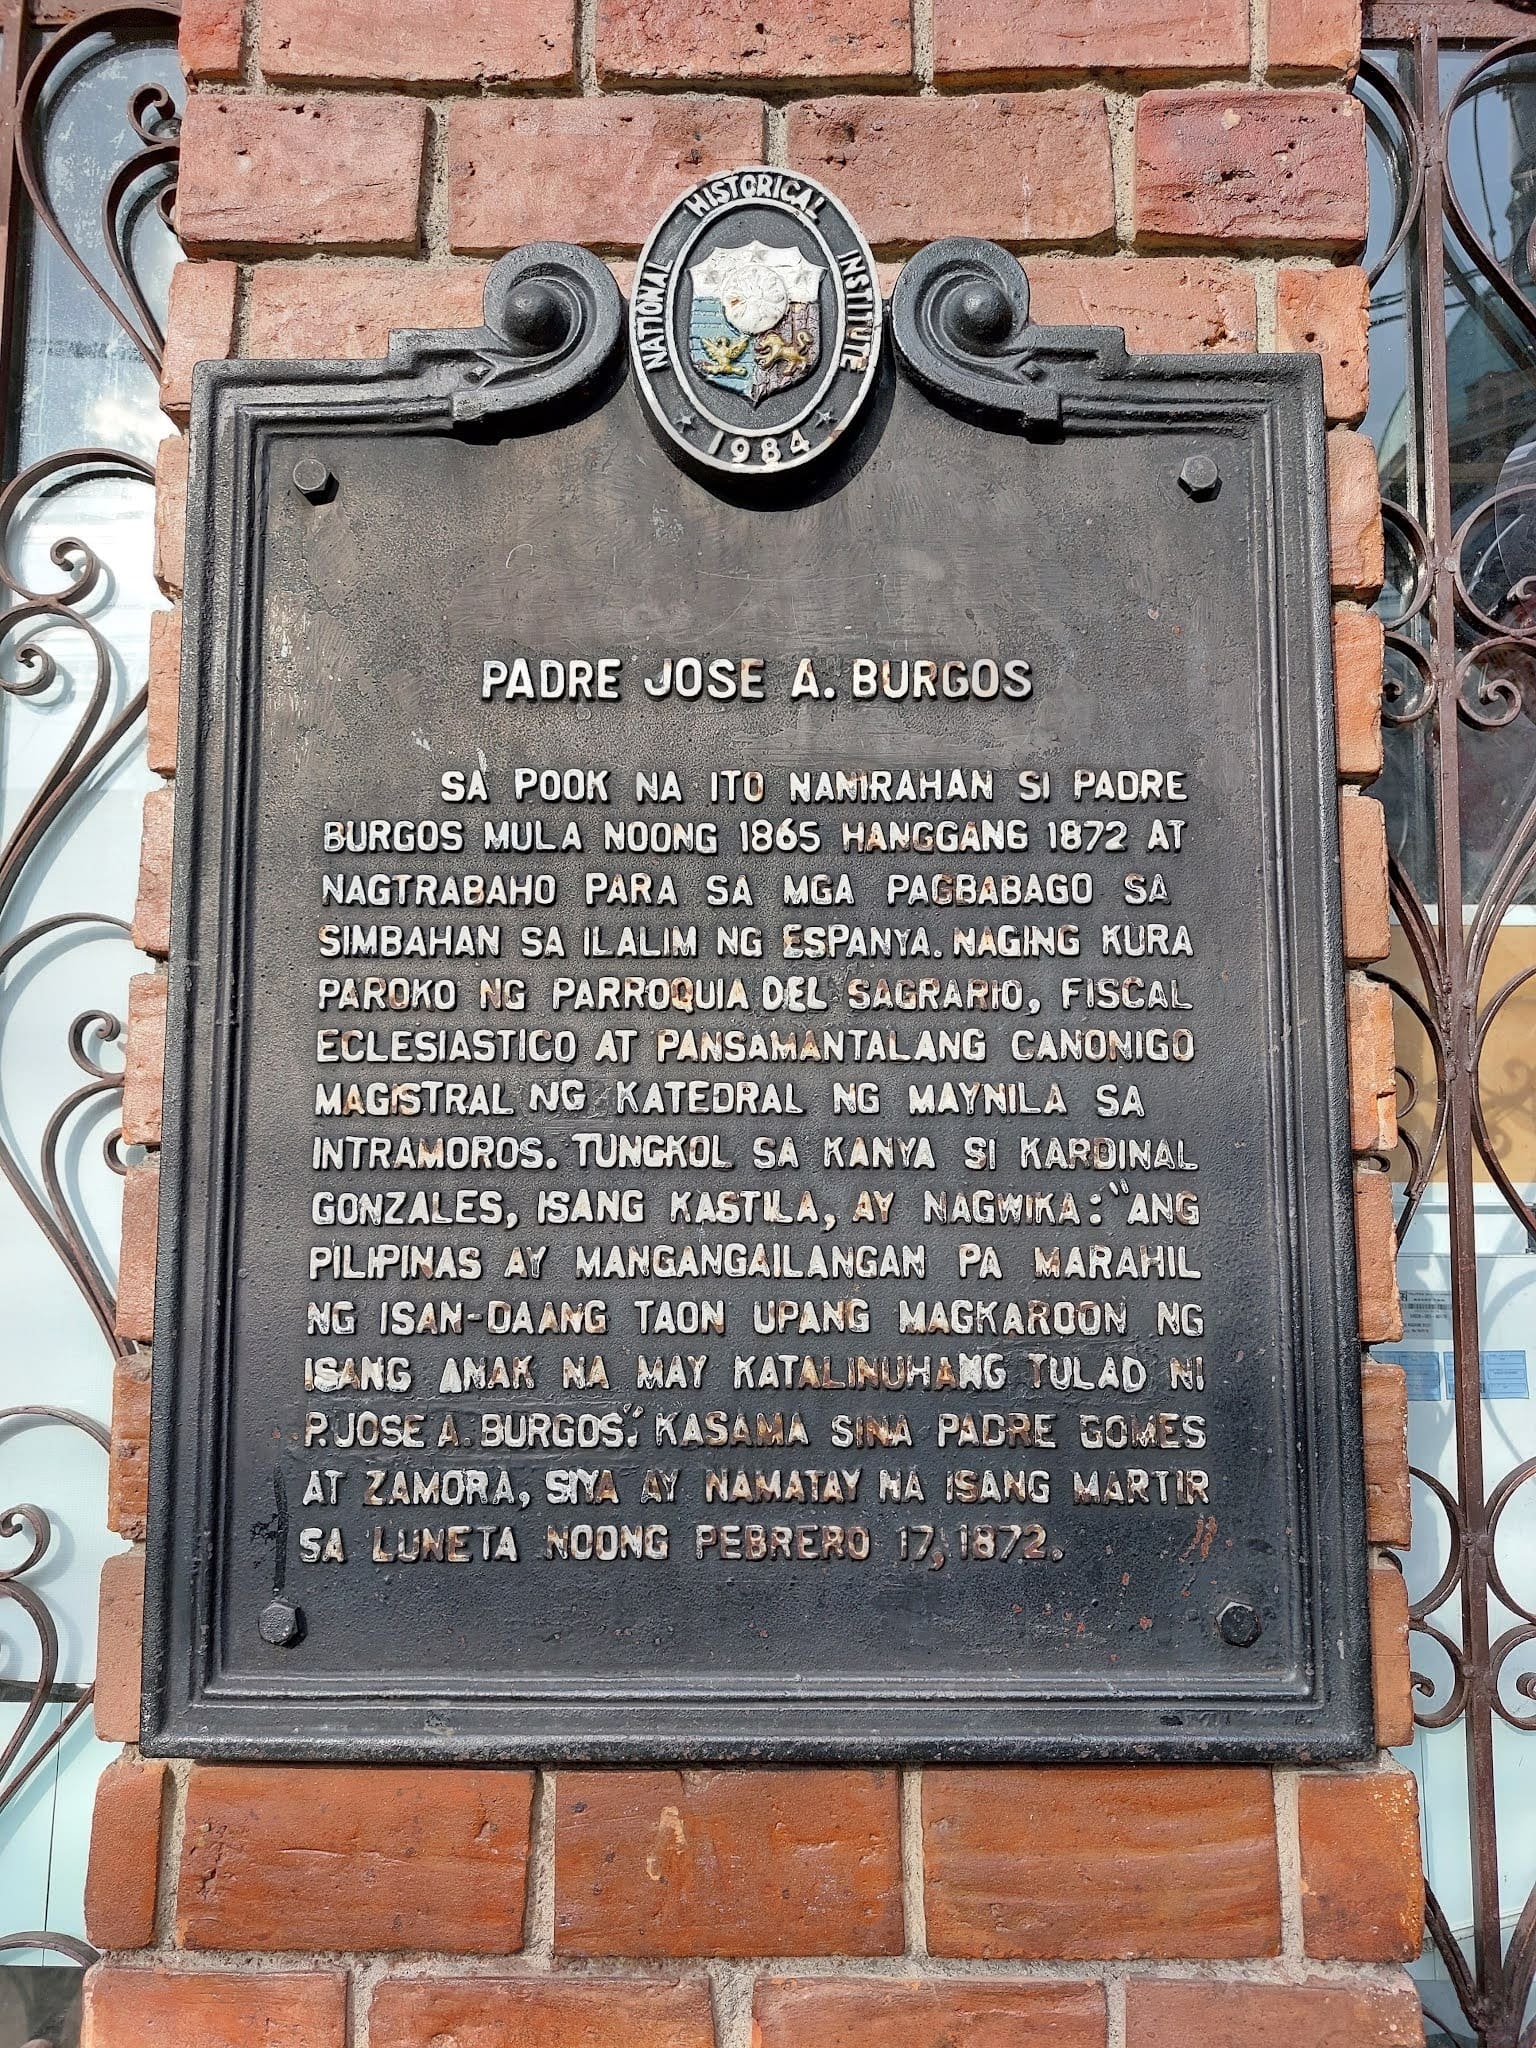 NATIONAL HISTORICAL INSTITUTE
1984
PADRE JOSE A. BURGOS
SA POOK NA ITO NANIRAHAN SI PADRE
BURGOS MULA NOONG 1865 HANGGANG 1872 AT
NAGTRABAHO PARA SA MGA PAGBABAGO SA
SIMBAHAN SA ILALIM NG ESPANYA. NAGING KURA
PAROKO NG PARROQUIA DEL SAGRARIO, FISCAL
ECLESIASTICO AT PANSAMANTALANG CANONIGO
MAGISTRAL NG KATEDRAL NG MAYNILA SA
INTRAMOROS. TUNGKOL SA KANYA SI KARDINAL
GONZALES, ISANG KASTILA, AY NAGWIKA: "ANG
PILIPINAS AY MANGANGAILANGAN PA MARAHIL
NG ISAN-DAANG TAON UPANG MAGKAROON NG
ISANG ANAK NA MAY KATALINUHANG TULAD NI
P. JOSE A. BURGOS". KASAMA SINA PADRE GOMES
AT ZAMORA, SIYA AY NAMATAY NA ISANG MARTIR
SA LUNETA NOONG PEBRERO 17, 1872.